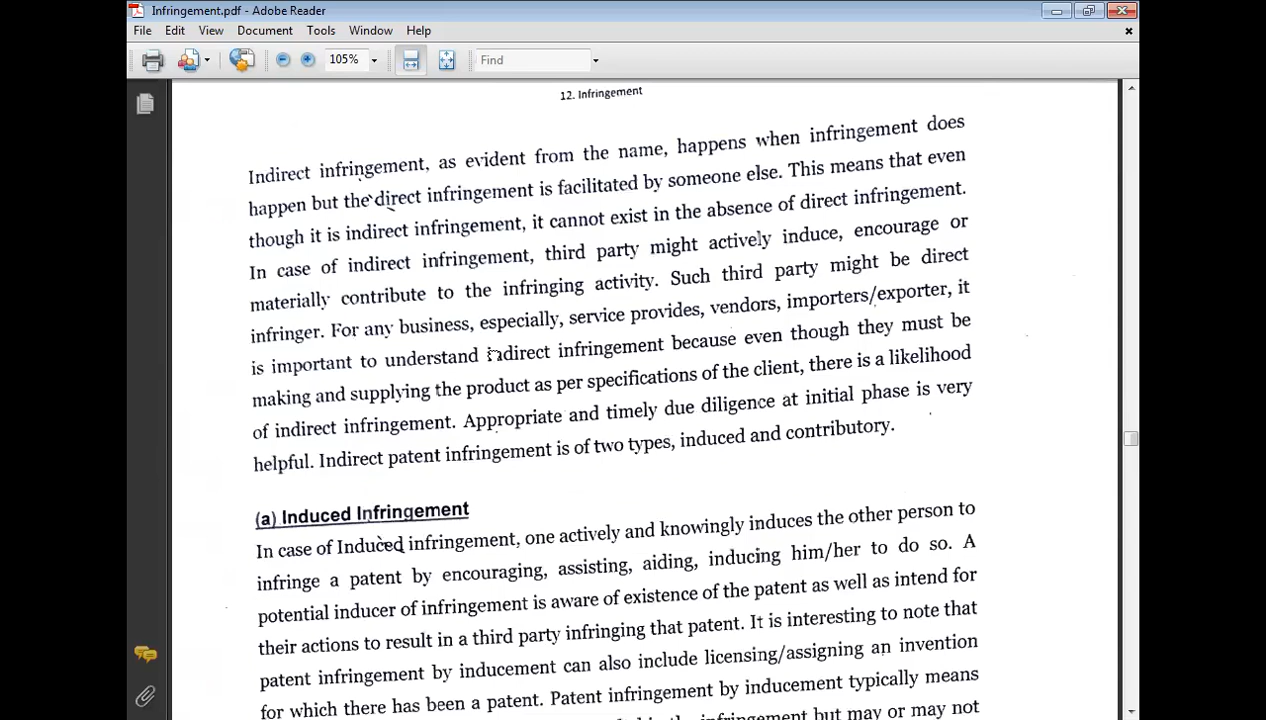 Infringement.pdf - Adobe Reader
File Edit View Document Tools Window Help
105%
Find
12. Infringement
Indirect infringement, as evident from the name, happens when infringement does
happen but the direct infringement is facilitated by someone else. This means that even
though it is indirect infringement, it cannot exist in the absence of direct infringement.
In case of indirect infringement, third party might actively induce, encourage or
materially contribute to the infringing activity. Such third party might be direct
infringer. For any business, especially, service provides, vendors, importers/exporter, it
is important to understand indirect infringement because even though they must be
making and supplying the product as per specifications of the client, there is a likelihood
of indirect infringement. Appropriate and timely due diligence at initial phase is very
helpful. Indirect patent infringement is of two types, induced and contributory.
(a) Induced Infringement
In case of Induced infringement, one actively and knowingly induces the other person to
infringe a patent by encouraging, assisting, aiding, inducing him/her to do so. A
potential inducer of infringement is aware of existence of the patent as well as intend for
their actions to result in a third party infringing that patent. It is interesting to note that
patent infringement by inducement can also include licensing/assigning an invention
for which there has been a patent. Patent infringement by inducement typically means
the infringement but may or may not